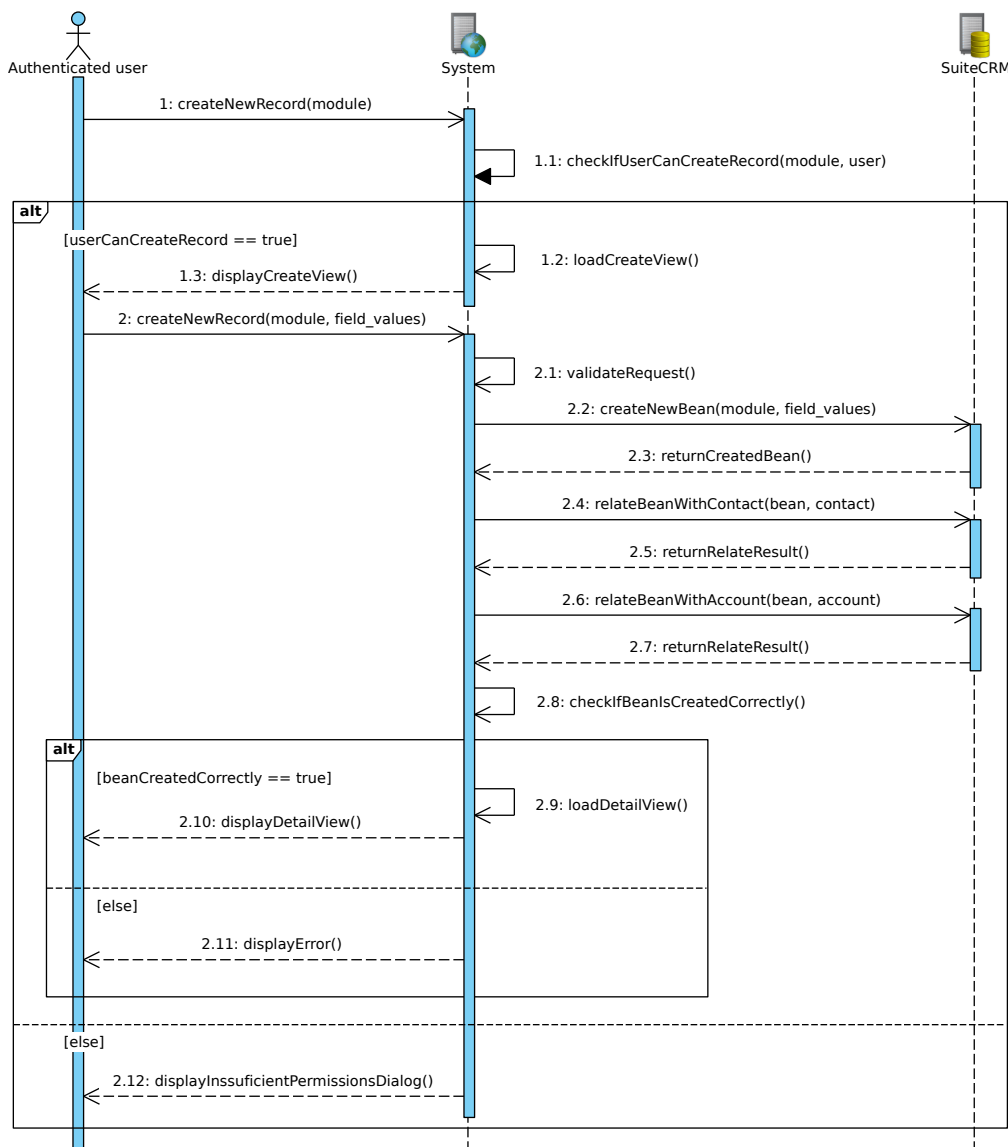 Authenticated user
System
SuiteCRM
1: createNewRecord(module)
1.1: checkIfUserCanCreateRecord(module, user)
alt
[userCanCreateRecord == true]
1.2: loadCreateView()
1.3: displayCreateView()
2: createNewRecord(module, field_values)
2.1: validateRequest()
2.2: createNewBean(module, field_values)
2.3: returnCreatedBean()
2.4: relateBeanWithContact(bean, contact)
2.5: returnRelateResult()
2.6: relateBeanWithAccount(bean, account)
2.7: returnRelateResult()
2.8: checkIfBeanIsCreatedCorrectly()
alt
[beanCreatedCorrectly == true]
2.9: loadDetailView()
2.10: displayDetailView()
[else]
2.11: displayError()
[else]
2.12: displayInssuficientPermissionsDialog()